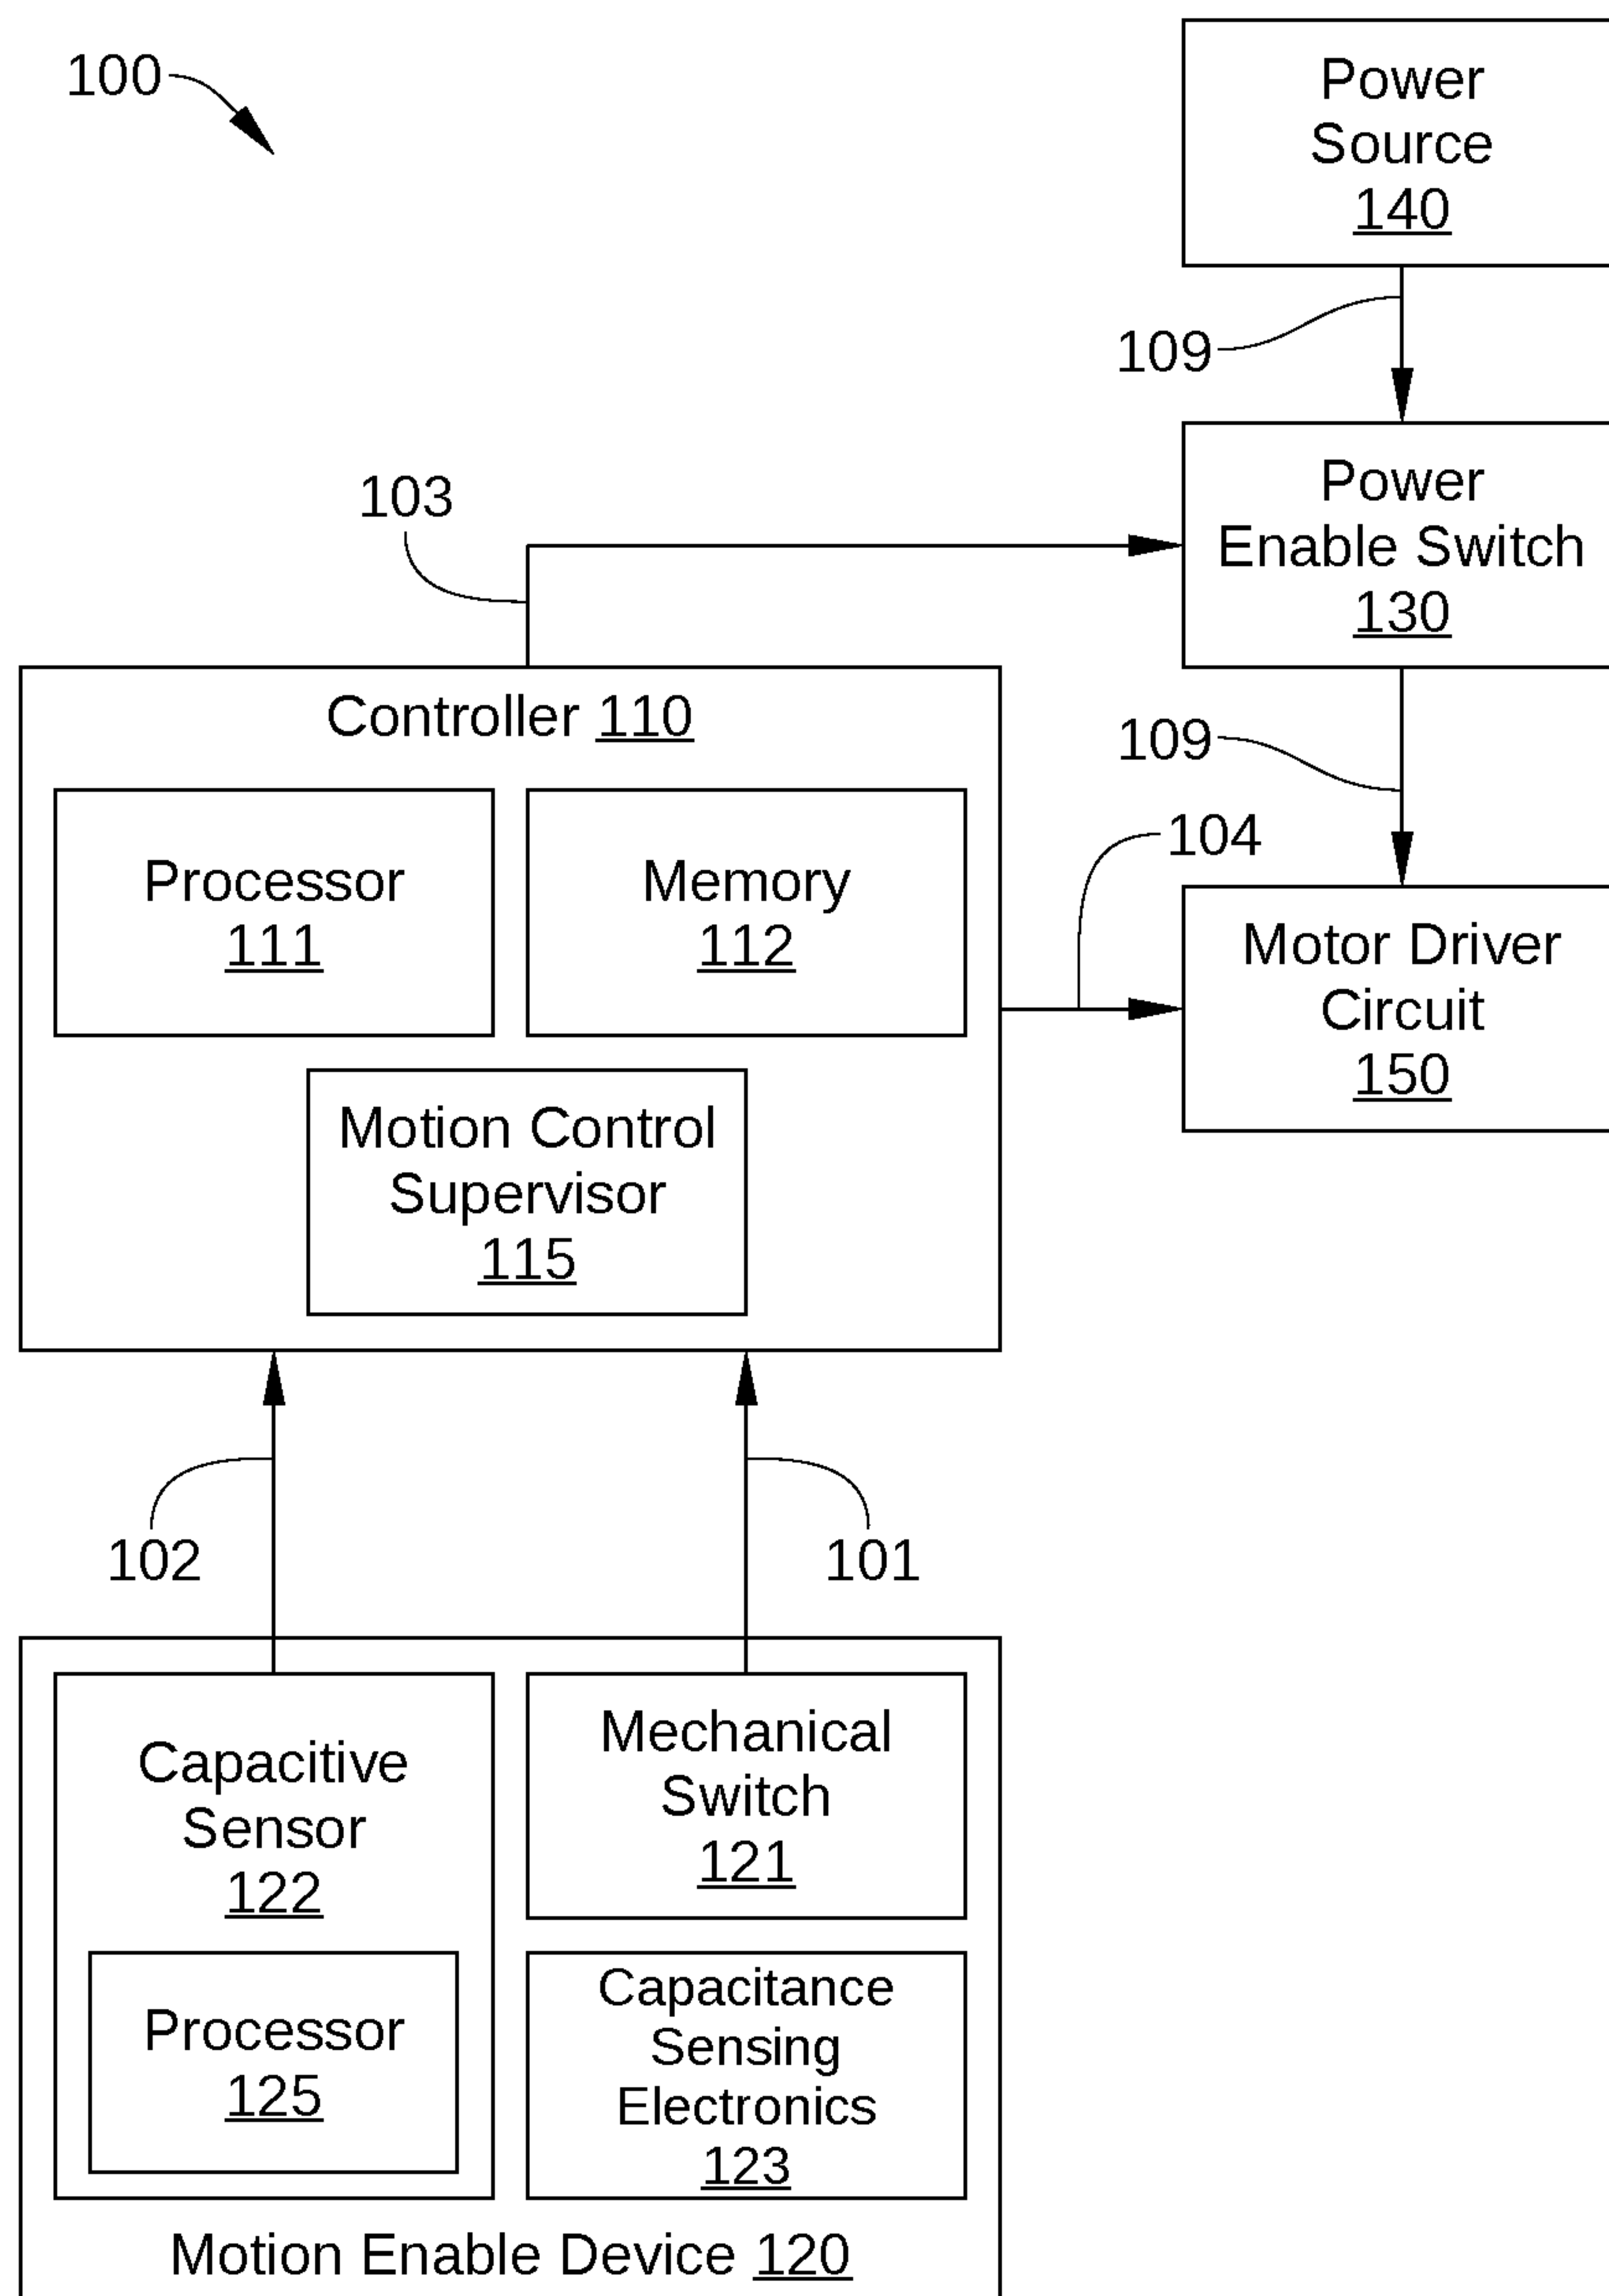 100
Power
Source
140
109
Power
Enable Switch
130
103
Controller 110
109
104
Processor
111
Memory
112
Motor Driver
Circuit
150
Motion Control
Supervisor
115
102
101
Capacitive
Sensor
122
Mechanical
Switch
121
Processor
125
Capacitance
Sensing
Electronics
123
Motion Enable Device 120